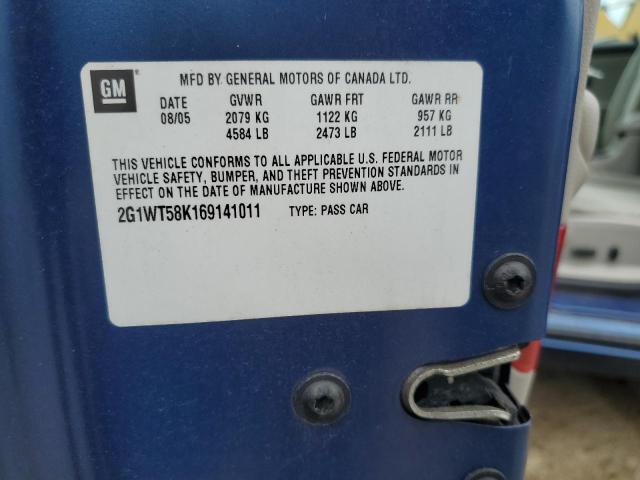 GM ® MFD BY GENERAL MOTORS OF CANADA LTD.
DATE GVWR GAWR FRT GAWR RR
08/05 2079 KG 1122 KG 957 KG
4584 LB 2473 LB 2111 LB
THIS VEHICLE CONFORMS TO ALL APPLICABLE U.S. FEDERAL MOTOR
VEHICLE SAFETY, BUMPER, AND THEFT PREVENTION STANDARDS IN
EFFECT ON THE DATE OF MANUFACTURE SHOWN ABOVE.
2G1WT58K169141011 TYPE: PASS CAR